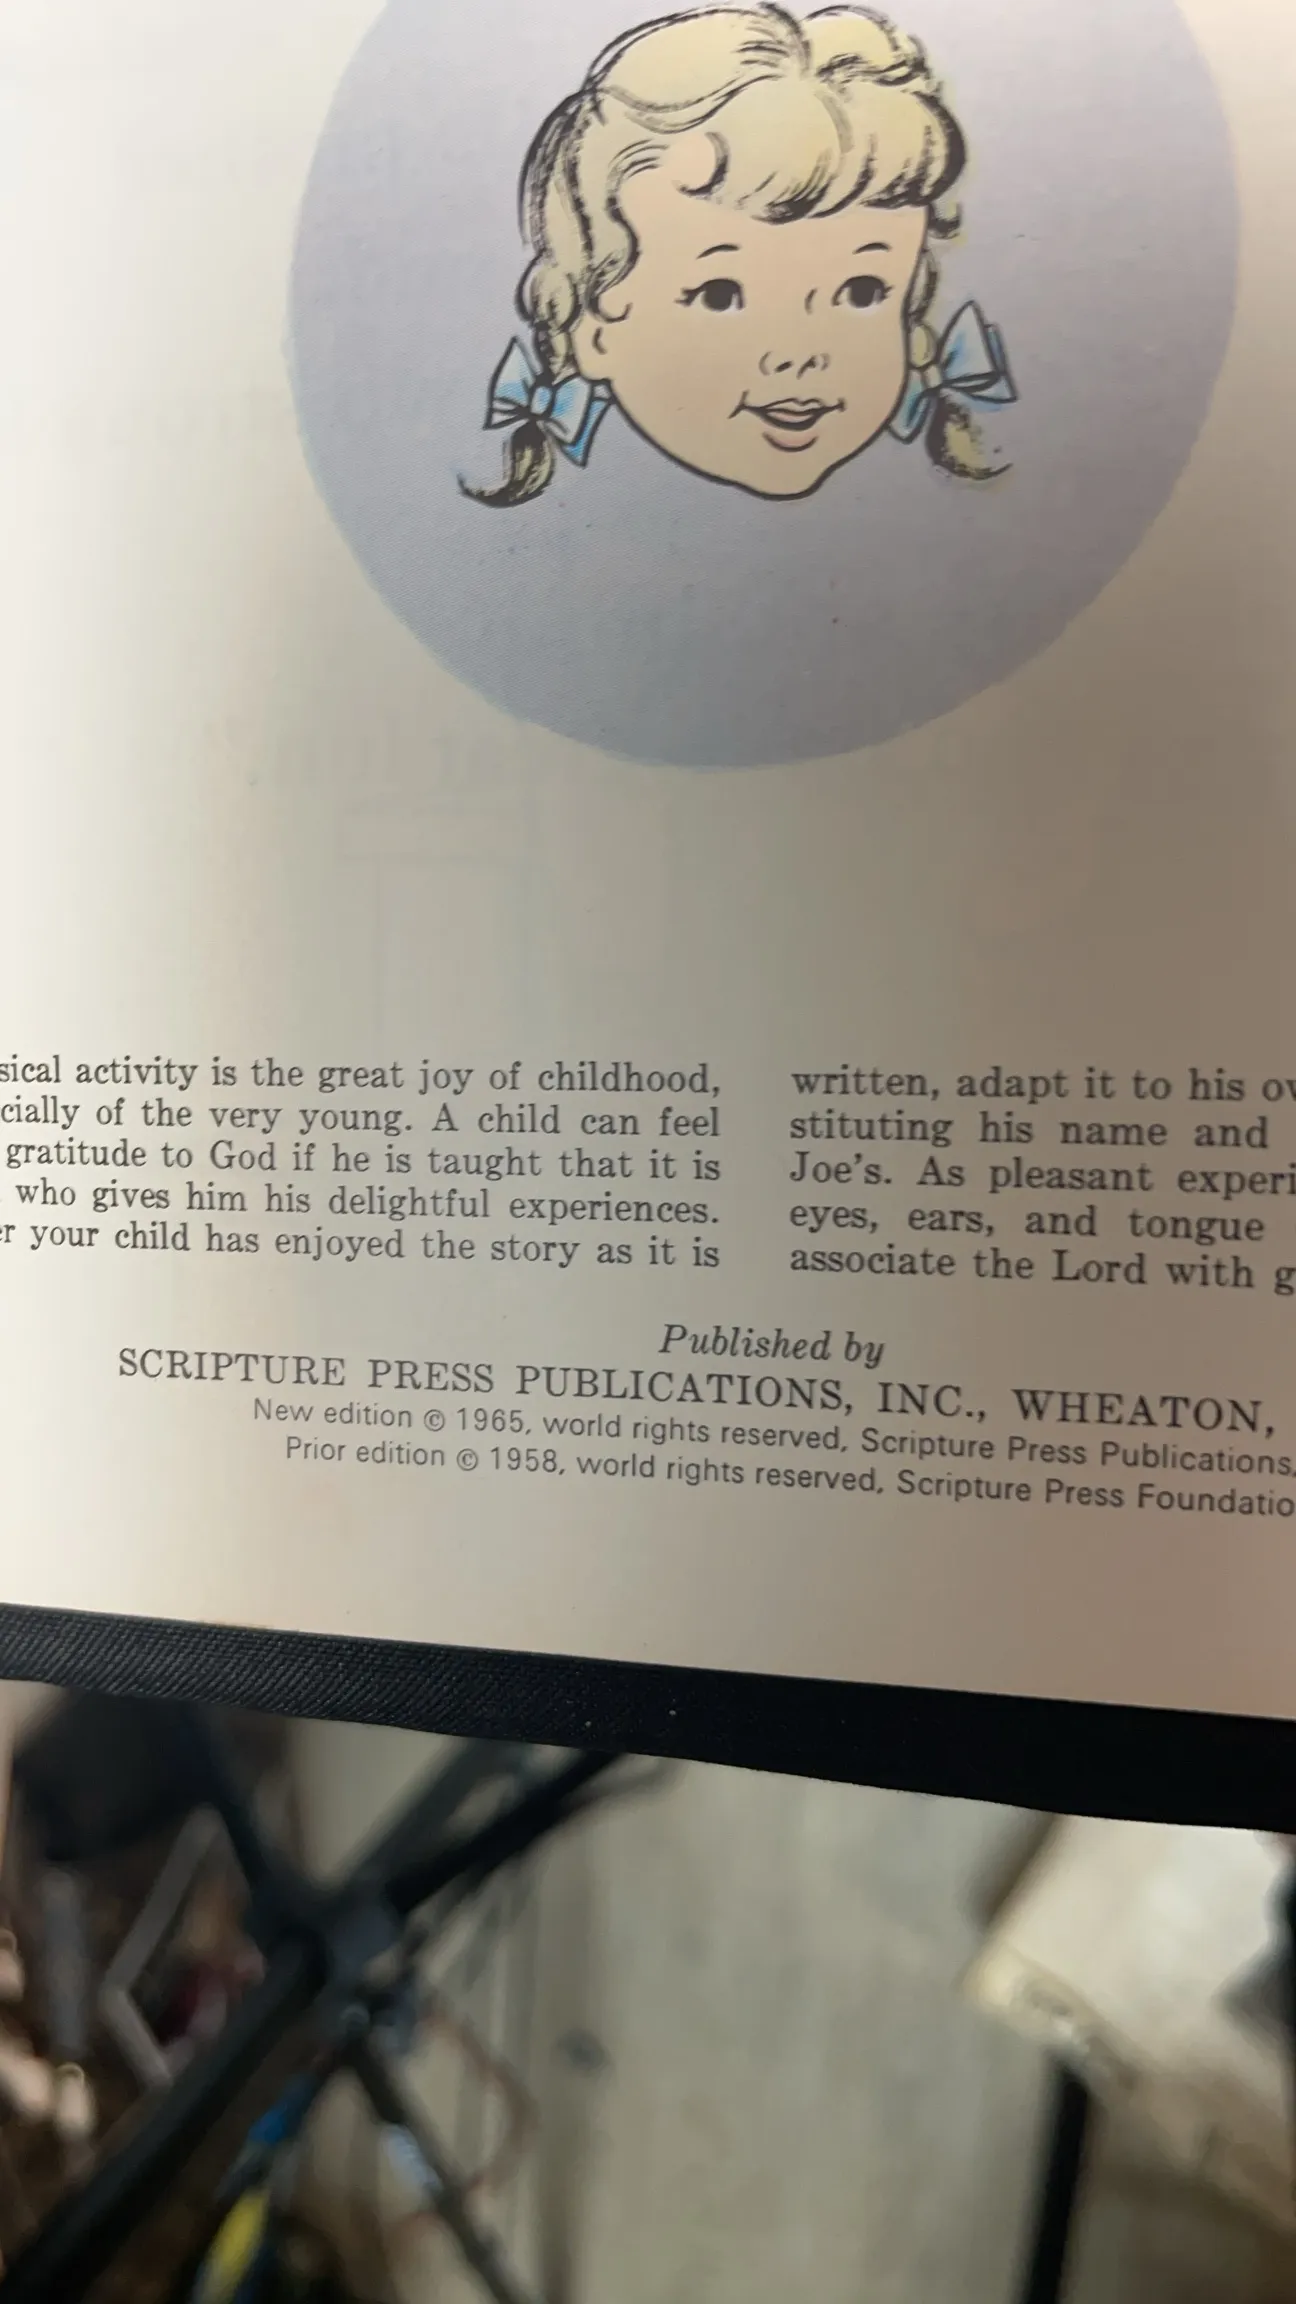 sical activity is the great joy of childhood,
cially of the very young. A child can feel
gratitude to God if he is taught that it is
who gives him his delightful experiences.
r your child has enjoyed the story as it is
written, adapt it to his ov
stituting his name and
Joe's. As pleasant experi
eyes, ears, and tongue
associate the Lord with g
Published by
SCRIPTURE PRESS PUBLICATIONS, INC., WHEATON,
New edition © 1965, world rights reserved, Scripture Press Publications,
Prior edition © 1958, world rights reserved, Scripture Press Foundatio